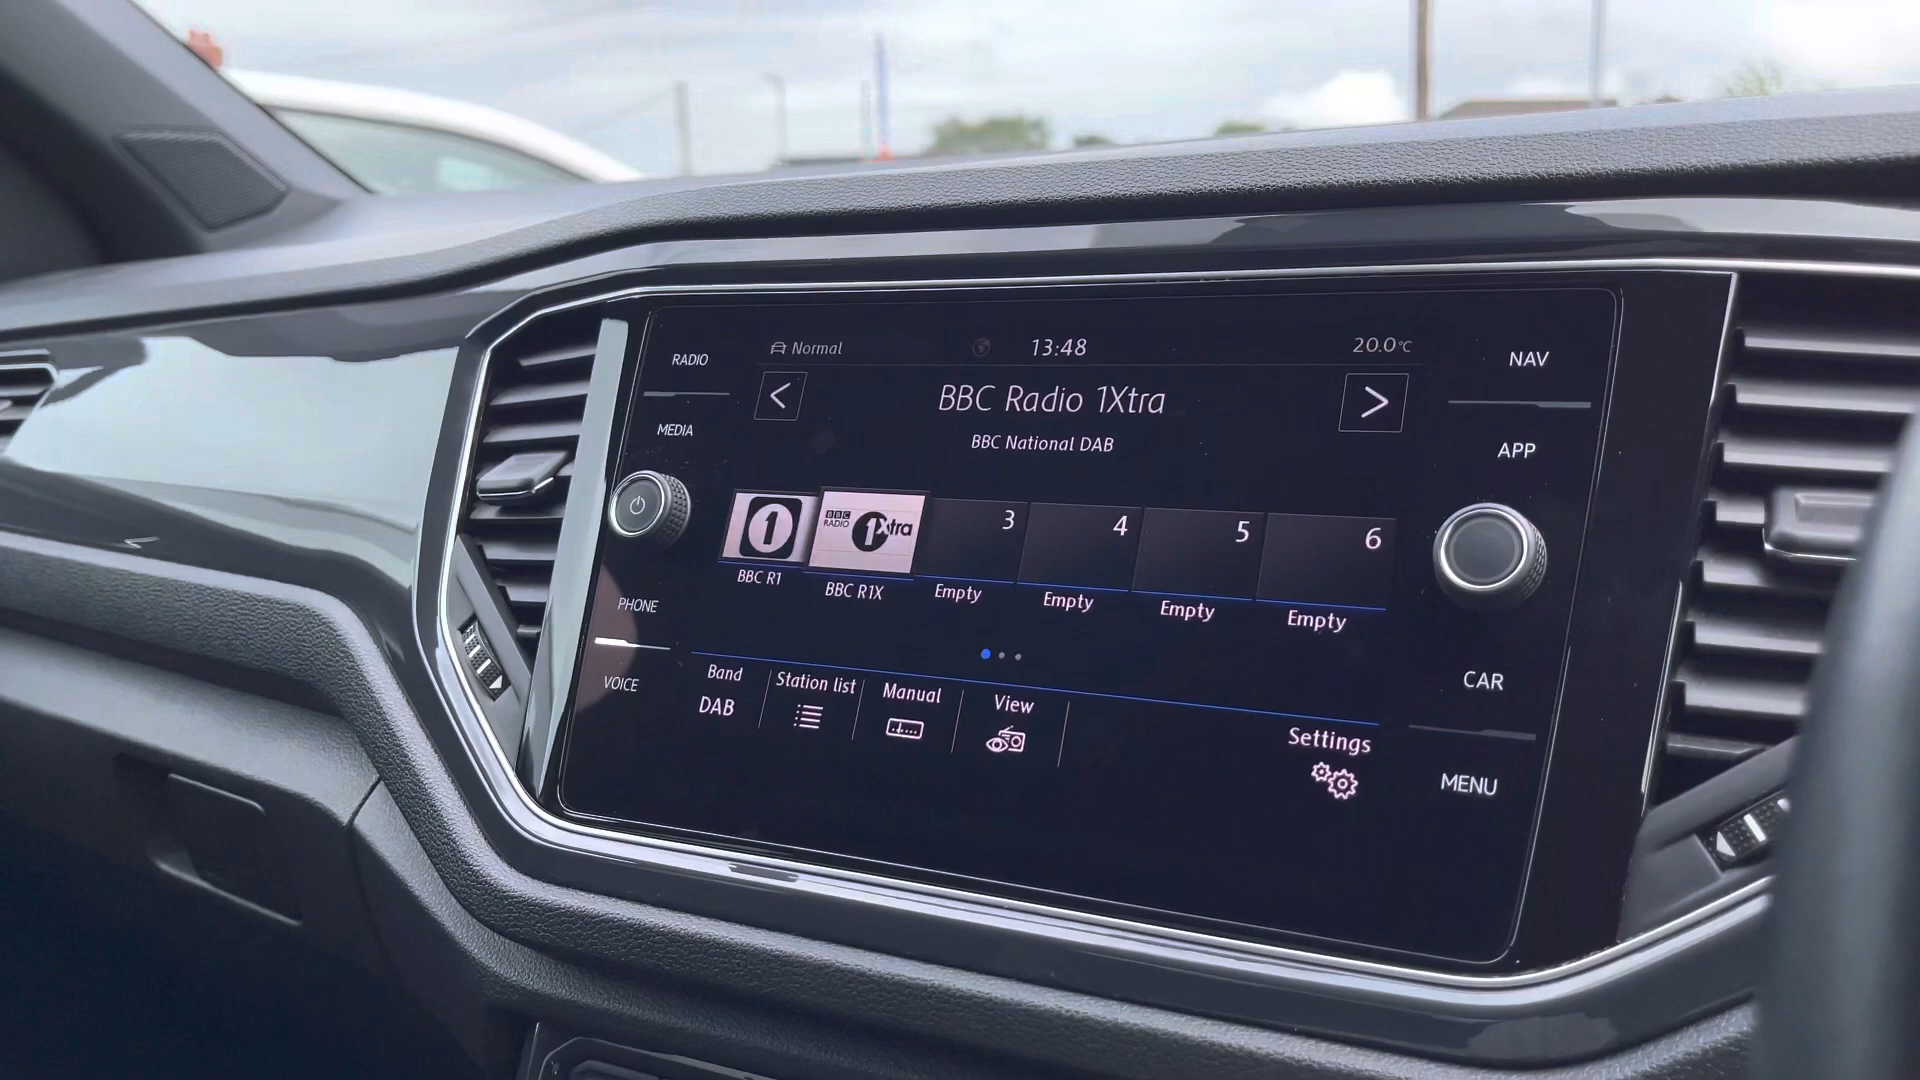 RADIO
MEDIA
PHONE
VOICE
Normal
13:48
20.0°C
BBC Radio 1Xtra
BBC National DAB
1
BBC
RADIO
1Xtra
3
4
5
6
BBC R1
BBC R1X
Empty
Empty
Empty
Empty
Band
DAB
Station list
Manual
View
Settings
NAV
APP
CAR
MENU